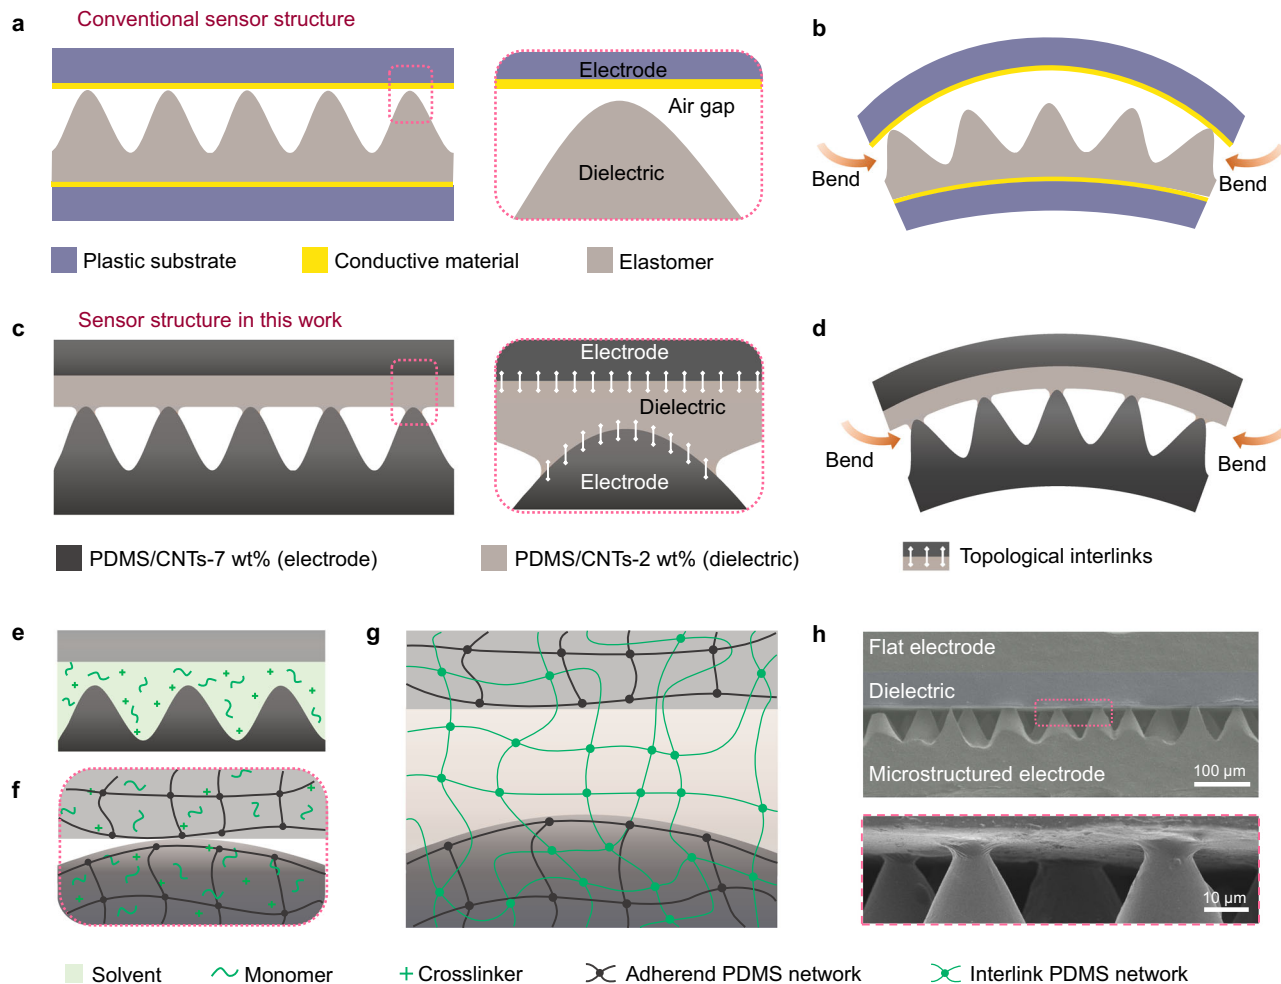 a
Conventional sensor structure
Electrode
Air gap
Dielectric
b
Bend
Bend
Plastic substrate
Conductive material
Elastomer
c
Sensor structure in this work
Electrode
Dielectric
Electrode
d
Bend
Bend
PDMS/CNTs-7 wt% (electrode)
PDMS/CNTs-2 wt% (dielectric)
Topological interlinks
e
f
g
h
Flat electrode
Dielectric
Microstructured electrode
100 µm
10 µm
Solvent
Monomer
Crosslinker
Adherend PDMS network
Interlink PDMS network